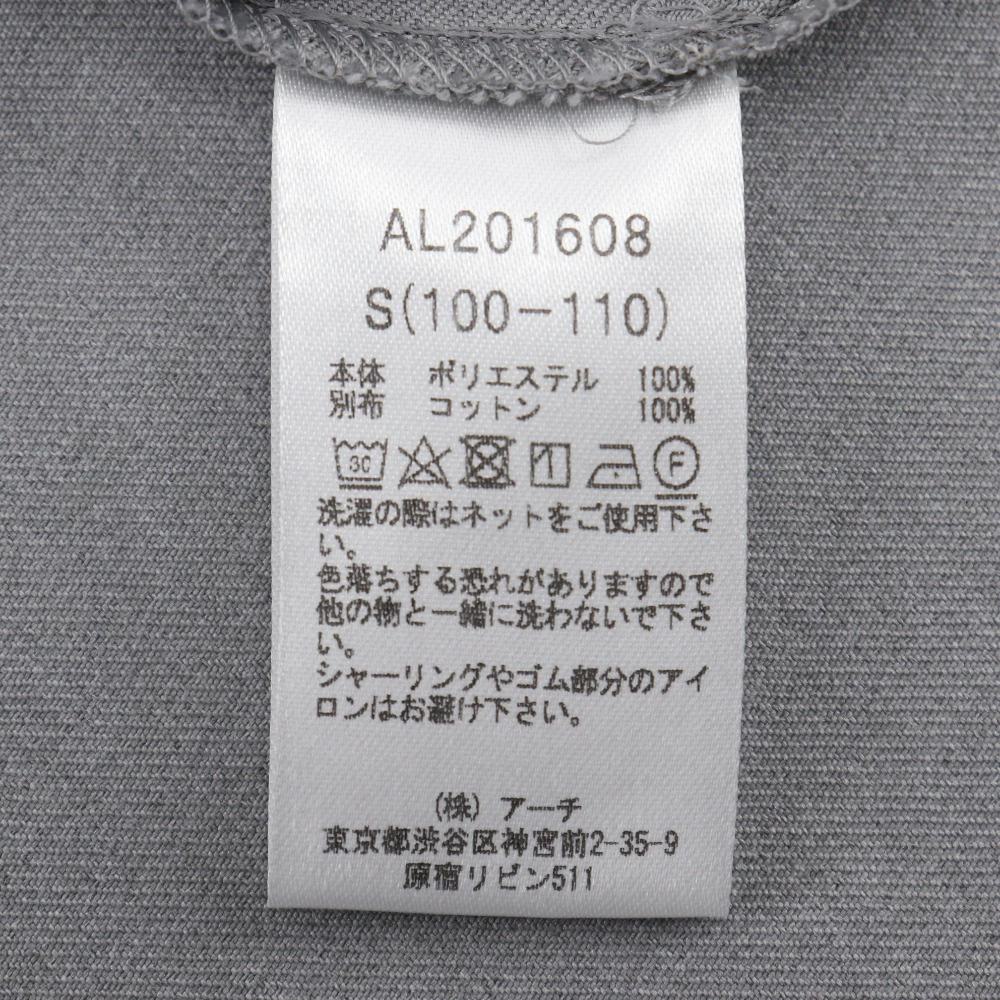 AL201608
S(100-110)
本体 ポリエステル 100%
別布 コットン 100%
30 F
洗濯の際はネットをご使用下さ
い。
色落ちする恐れがありますので
他の物と一緒に洗わないで下さ
い。
シャーリングやゴム部分のアイ
ロンはお避け下さい。
(株) アーチ
東京都渋谷区神宮前2-35-9
原宿リビン511